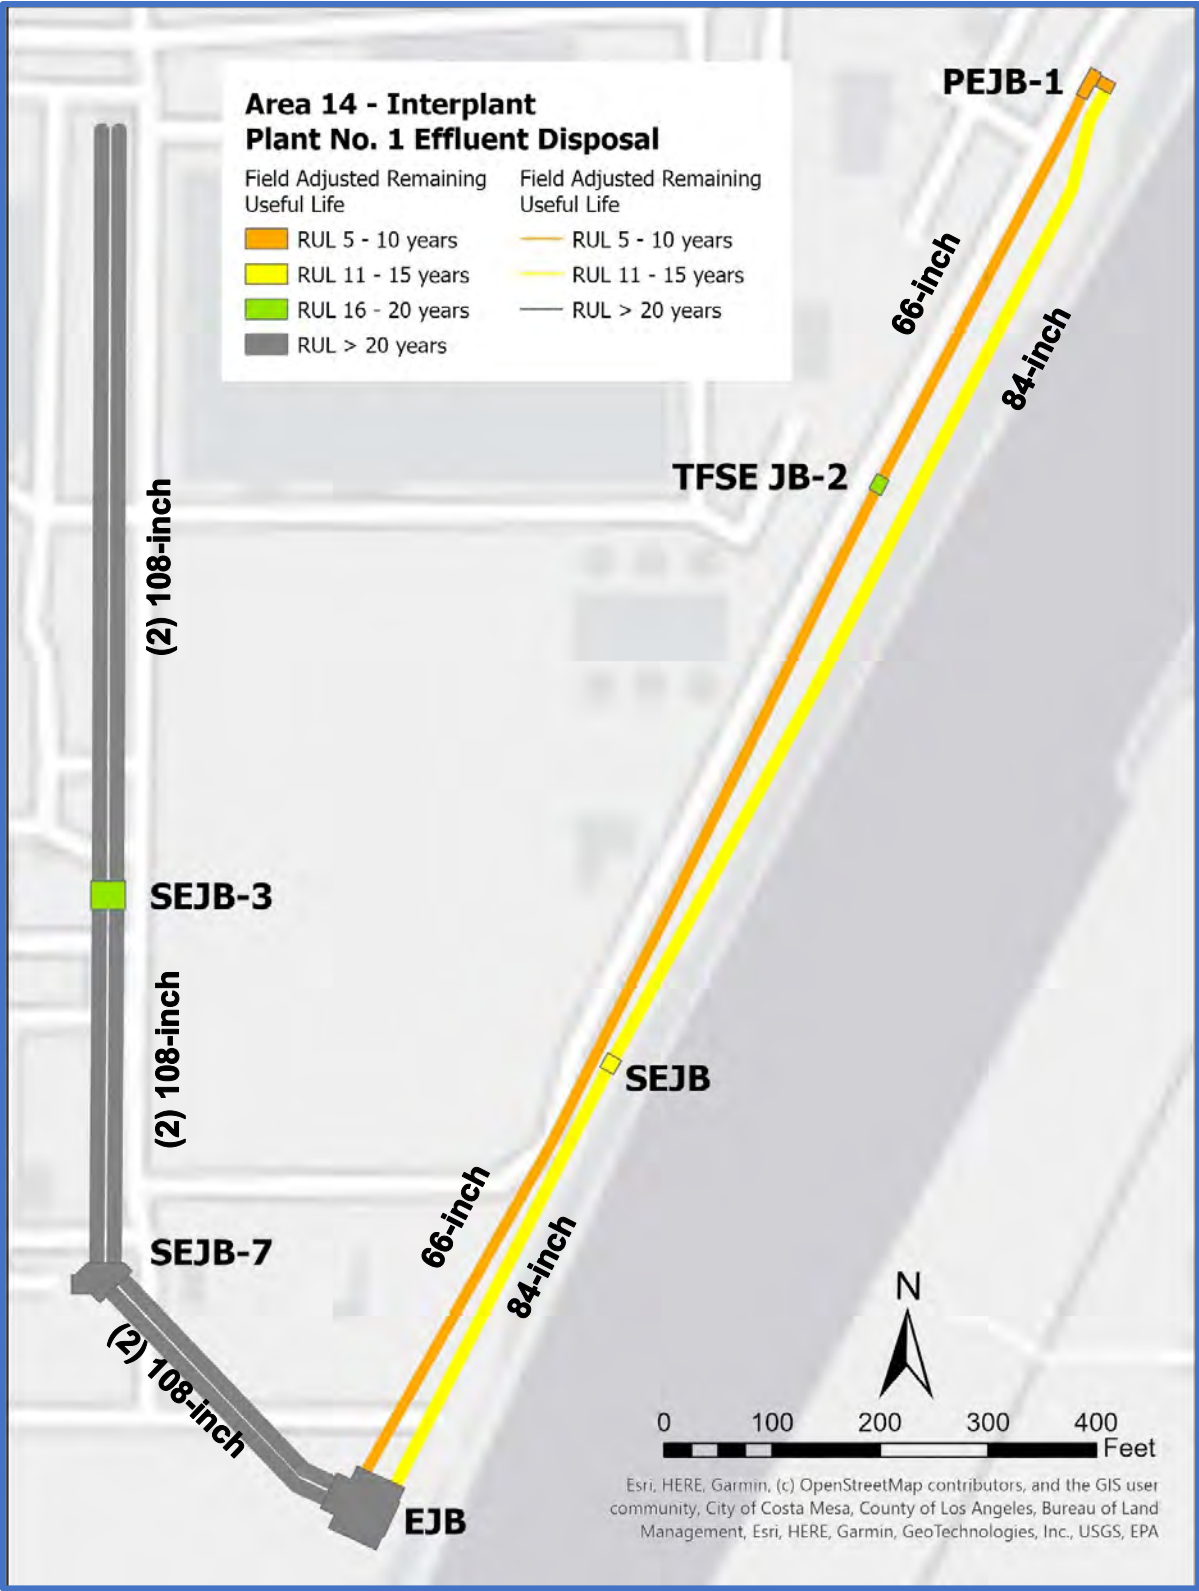 PEJB-1
Area 14 - Interplant
Plant No. 1 Effluent Disposal
Field Adjusted Remaining
Useful Life
RUL 5 - 10 years
RUL 11 - 15 years
RUL 16 - 20 years
RUL > 20 years
Field Adjusted Remaining
Useful Life
RUL 5 - 10 years
RUL 11 - 15 years
RUL > 20 years
66-inch
84-inch
TFSE JB-2
(2) 108-inch
SEJB-3
(2) 108-inch
SEJB
66-inch
84-inch
SEJB-7
(2) 108-inch
EJB
N
0 100 200 300 400
Feet
Esri, HERE, Garmin, (c) OpenStreetMap contributors, and the GIS user
community, City of Costa Mesa, County of Los Angeles, Bureau of Land
Management, Esri, HERE, Garmin, GeoTechnologies, Inc., USGS, EPA